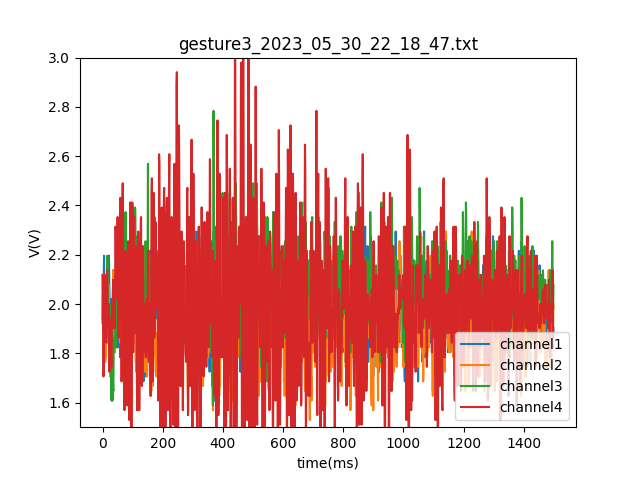 gesture3_2023_05_30_22_18_47.txt
3.0
2.8
2.6
2.4
2.2
2.0
1.8
1.6
V(V)
0 200 400 600 800 1000 1200 1400
time(ms)
channel1
channel2
channel3
channel4